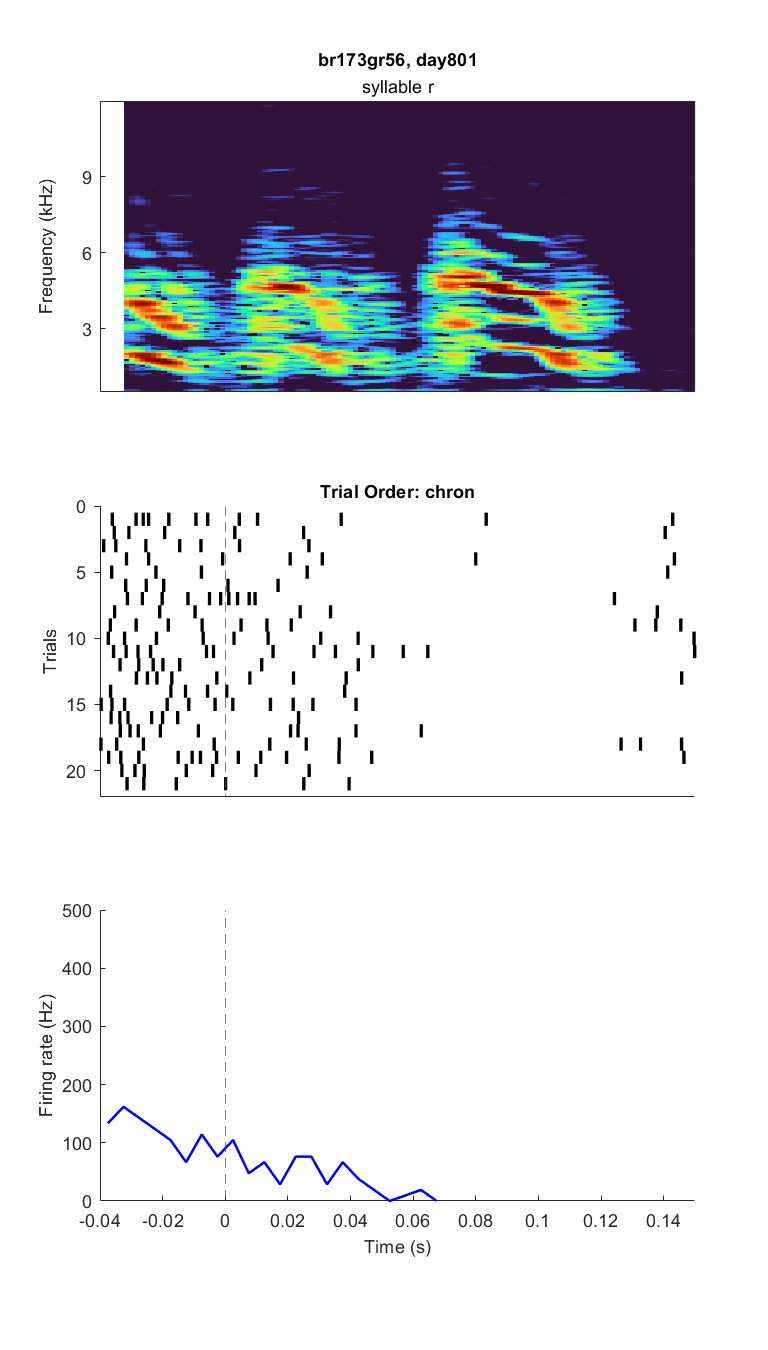 br173gr56, day801
syllable r
9
6
3
Frequency (kHz)
Trial Order: chron
0
5
10
15
20
Trials
500
400
300
200
100
0
Firing rate (Hz)
-0.04 -0.02 0 0.02 0.04 0.06 0.08 0.1 0.12 0.14
Time (s)